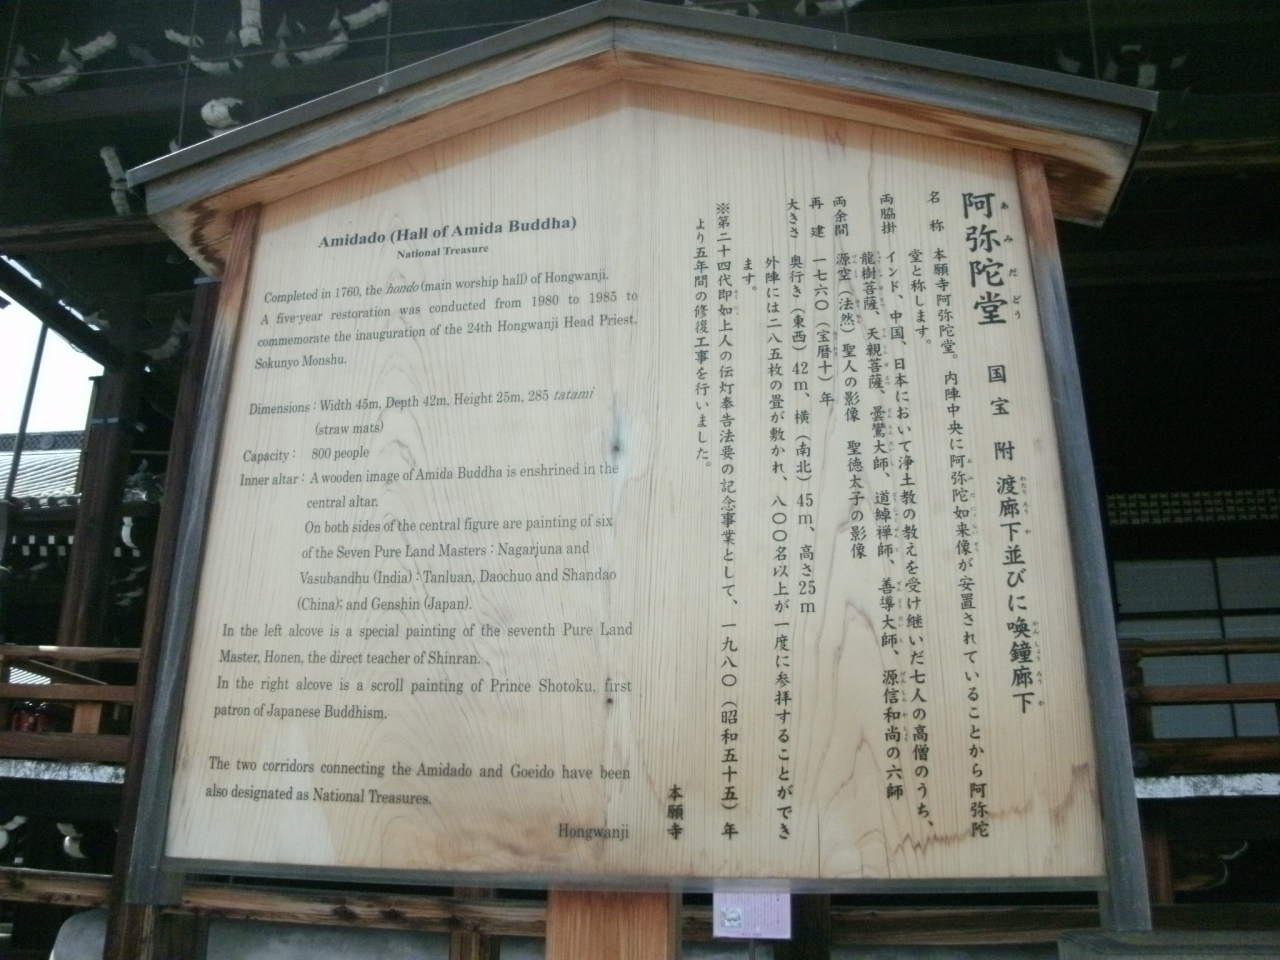 Amidado (Hall of Amida Buddha)
National Treasure
Completed in 1760, the hondo (main worship hall) of Hongwanji.
A five-year restoration was conducted from 1980 to 1985 to
commemorate the inauguration of the 24th Hongwanji Head Priest,
Sokunyo Monshu.
Dimensions : Width 45m, Depth 42m, Height 25m, 285 tatami
(straw mats)
Capacity : 800 people
Inner altar : A wooden image of Amida Buddha is enshrined in the
central altar.
On both sides of the central figure are painting of six
of the Seven Pure Land Masters : Nagarjuna and
Vasubandhu (India) : Tanluan, Daochuo and Shandao
(China); and Genshin (Japan).
In the left alcove is a special painting of the seventh Pure Land
Master, Honen, the direct teacher of Shinran.
In the right alcove is a scroll painting of Prince Shotoku, first
patron of Japanese Buddhism.
The two corridors connecting the Amidado and Goeido have been
also designated as National Treasures.
Hongwanji
阿弥陀堂 国宝 附 渡廊下並びに喚鐘廊下
名称 本願寺阿弥陀堂。内陣中央に阿弥陀如来像が安置されていることから阿弥陀
堂と称します。
両脇掛 インド、中国、日本において浄土教の教えを受け継いだ七人の高僧のうち、
龍樹菩薩、天親菩薩、曇鸞大師、道綽禅師、善導大師、源信和尚の六師
両余間 源空（法然）聖人の影像 聖徳太子の影像
再建 一七六〇（宝暦十）年
大きさ 奥行き（東西）42m、横（南北）45m、高さ25m
外陣には二八五枚の畳が敷かれ、八〇〇名以上が一度に参拝することができ
ます。
※第二十四代即如上人の伝灯奉告法要の記念事業として、一九八〇（昭和五十五）年
より五年間の修復工事を行いました。
本願寺